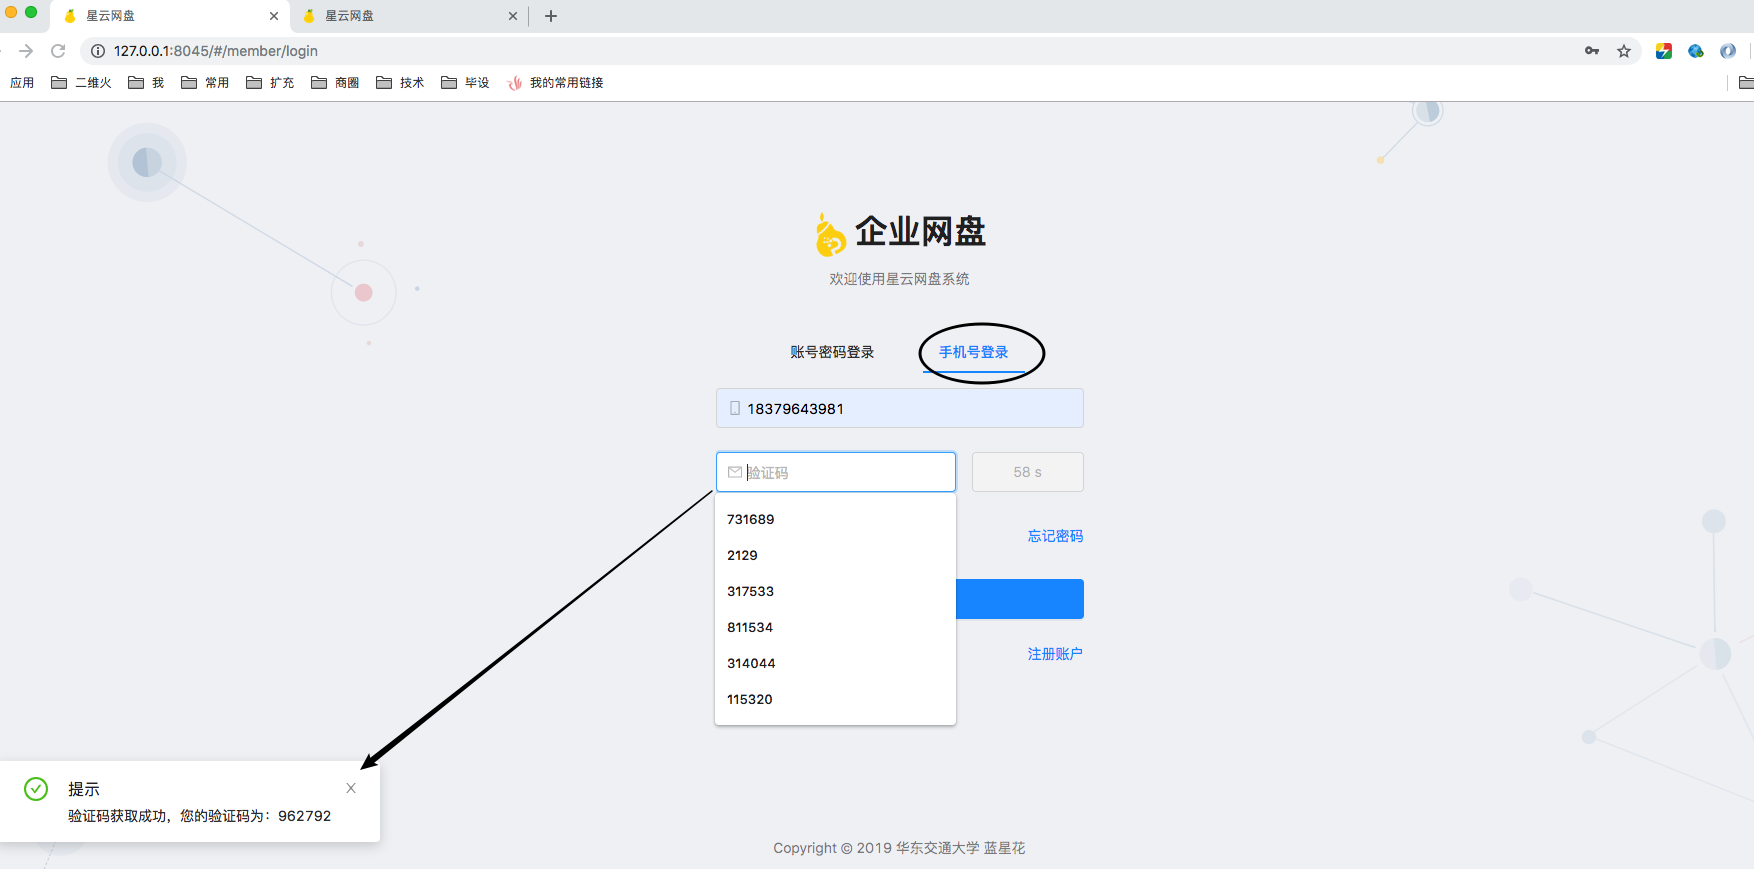 星云网盘
星云网盘
127.0.0.1:8045/#/member/login
应用 二维火 我 常用 扩充 商圈 技术 毕设 我的常用链接
企业网盘
欢迎使用星云网盘系统
账号密码登录 手机号登录
18379643981
验证码 58 s
731689
2129
317533
811534
314044
115320
忘记密码
注册账户
提示
验证码获取成功，您的验证码为：962792
Copyright © 2019 华东交通大学 蓝星花